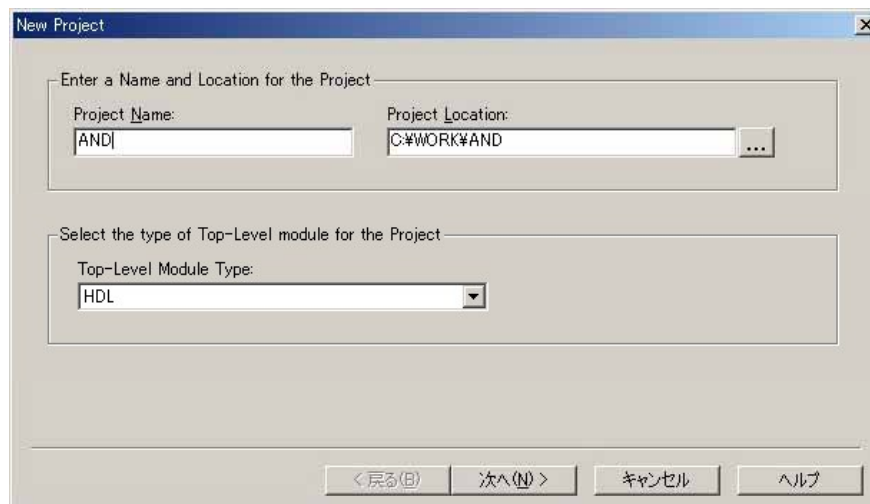 New Project
Enter a Name and Location for the Project
Project Name: Project Location:
AND C:¥WORK¥AND ...
Select the type of Top-Level module for the Project
Top-Level Module Type:
HDL
< 戻る(B) 次へ(N) > キャンセル ヘルプ